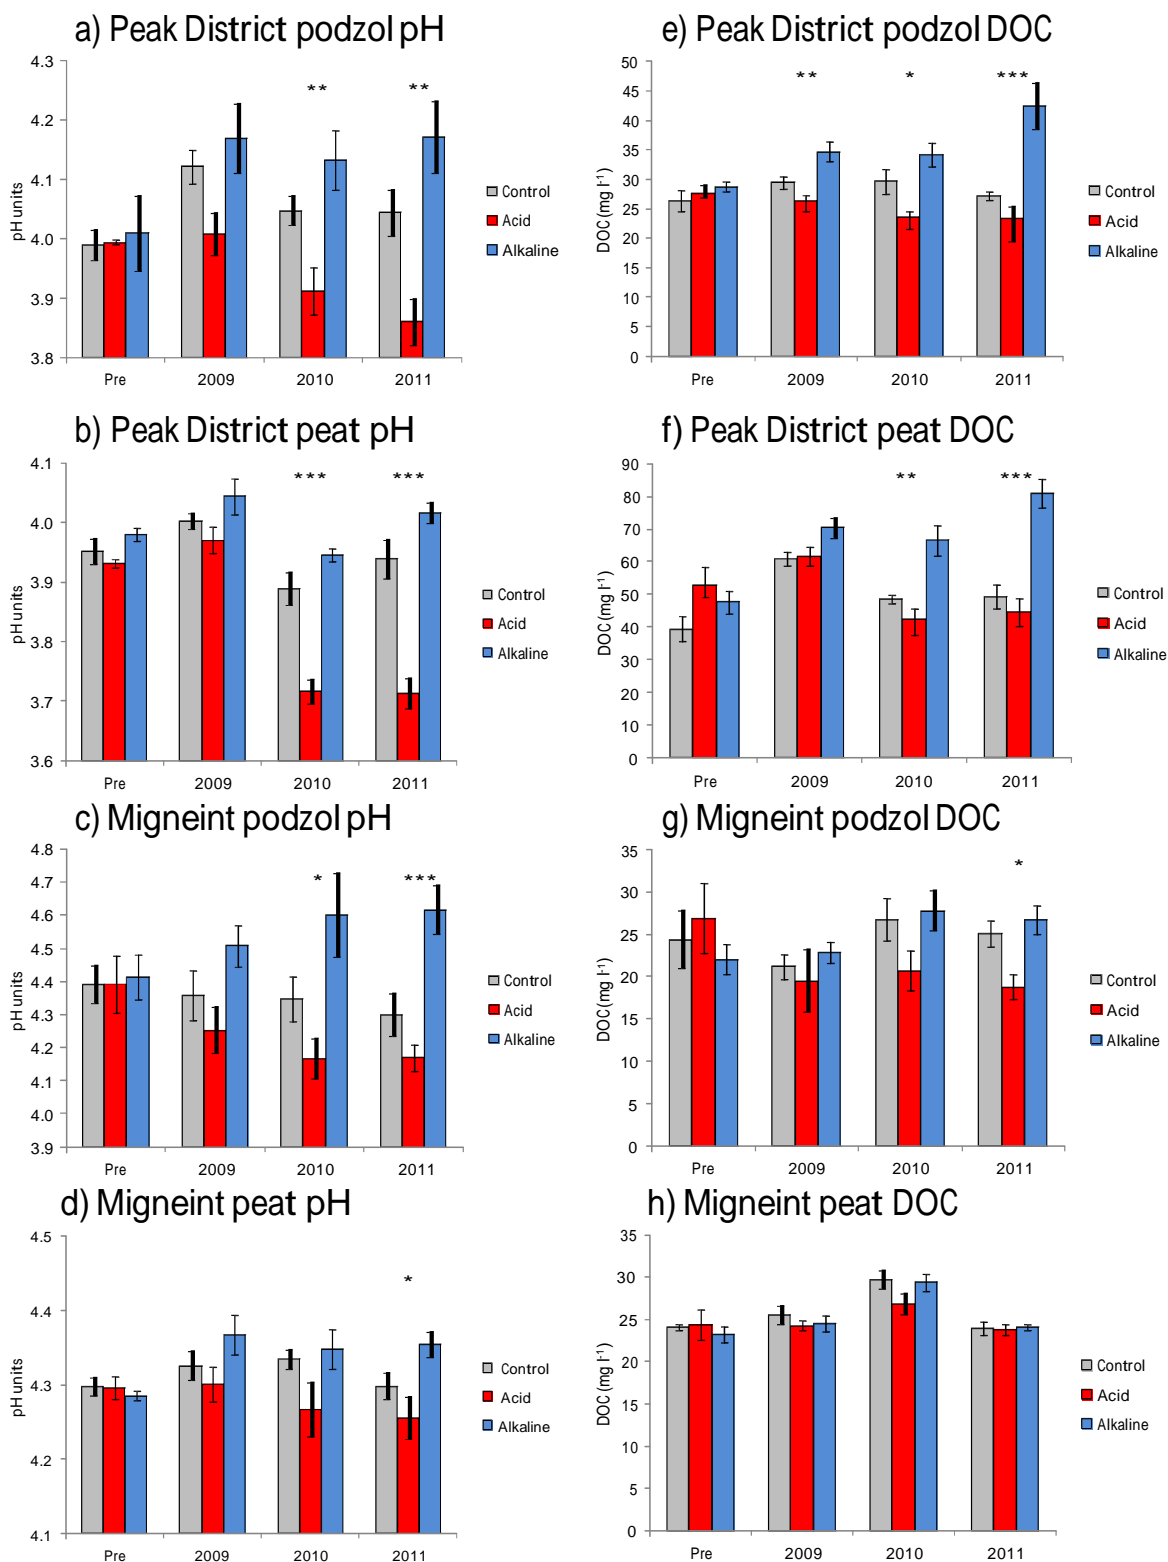 a) Peak District podzol pH
4.3
4.2
4.1
4.0
3.9
3.8
pH units
** **
Control
Acid
Alkaline
Pre 2009 2010 2011
e) Peak District podzol DOC
50
45
40
35
30
25
20
15
10
5
0
DOC (mg l-1)
** * ***
Control
Acid
Alkaline
Pre 2009 2010 2011
b) Peak District peat pH
4.1
4.0
3.9
3.8
3.7
3.6
pH units
*** ***
Control
Acid
Alkaline
Pre 2009 2010 2011
f) Peak District peat DOC
90
80
70
60
50
40
30
20
10
0
DOC (mg l-1)
** ***
Control
Acid
Alkaline
Pre 2009 2010 2011
c) Migneint podzol pH
4.8
4.7
4.6
4.5
4.4
4.3
4.2
4.1
4.0
3.9
pH units
* ***
Control
Acid
Alkaline
Pre 2009 2010 2011
g) Migneint podzol DOC
35
30
25
20
15
10
5
0
DOC (mg l-1)
*
Control
Acid
Alkaline
Pre 2009 2010 2011
d) Migneint peat pH
4.5
4.4
4.3
4.2
4.1
pH units
*
Control
Acid
Alkaline
Pre 2009 2010 2011
h) Migneint peat DOC
35
30
25
20
15
10
5
0
DOC (mg l-1)
Control
Acid
Alkaline
Pre 2009 2010 2011